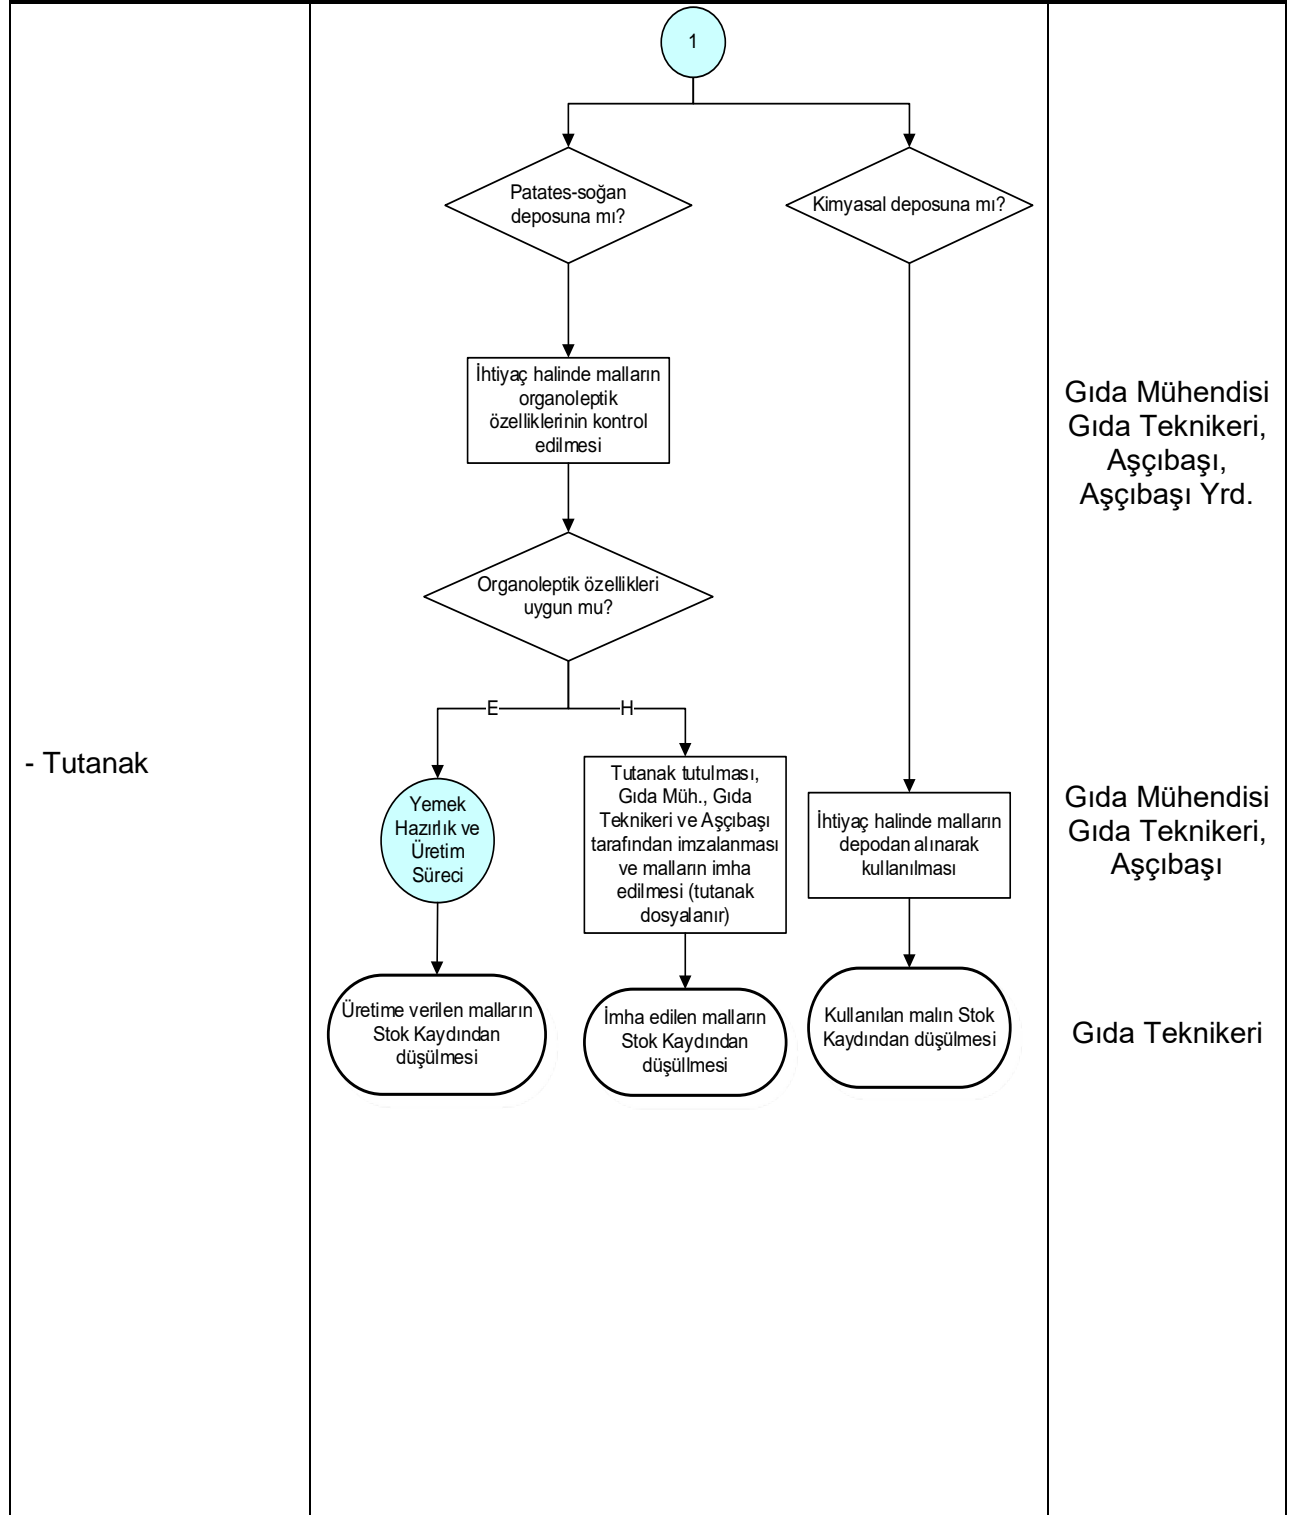 1
Patates-soğan
deposuna mı?
Kimyasal deposuna mı?
İhtiyaç halinde malların
organoleptik
özelliklerinin kontrol
edilmesi
Gıda Mühendisi
Gıda Teknikeri,
Aşçıbaşı,
Aşçıbaşı Yrd.
Organoleptik özellikleri
uygun mu?
E
H
- Tutanak
Yemek
Hazırlık ve
Üretim
Süreci
Tutanak tutulması,
Gıda Müh., Gıda
Teknikeri ve Aşçıbaşı
tarafından imzalanması
ve malların imha
edilmesi (tutanak
dosyalanır)
İhtiyaç halinde malların
depodan alınarak
kullanılması
Gıda Mühendisi
Gıda Teknikeri,
Aşçıbaşı
Üretime verilen malların
Stok Kaydından
düşülmesi
İmha edilen malların
Stok Kaydından
düşüllmesi
Kullanılan malın Stok
Kaydından düşülmesi
Gıda Teknikeri